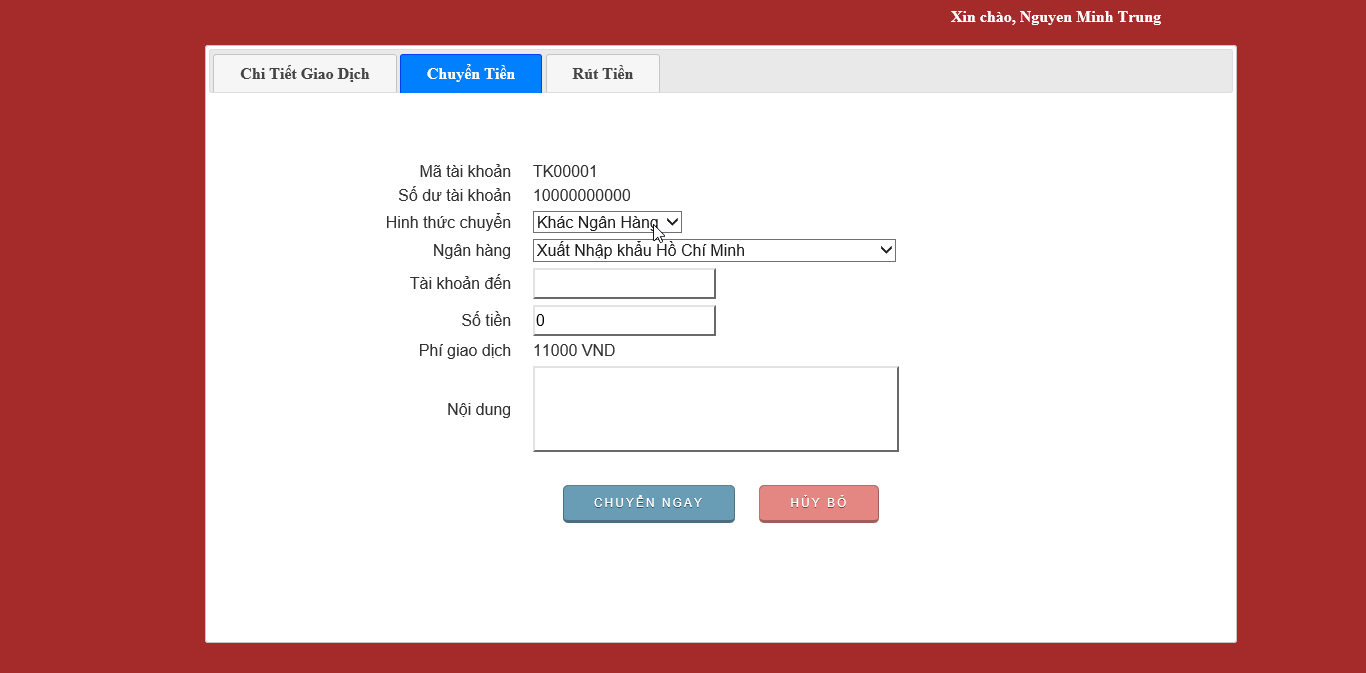 Xin chào, Nguyen Minh Trung
Chi Tiết Giao Dịch Chuyển Tiền Rút Tiền
Mã tài khoản TK00001
Số dư tài khoản 10000000000
Hinh thức chuyển Khác Ngân Hàng
Ngân hàng Xuất Nhập khẩu Hồ Chí Minh
Tài khoản đến
Số tiền 0
Phí giao dịch 11000 VND
Nội dung
CHUYỂN NGAY HỦY BỎ